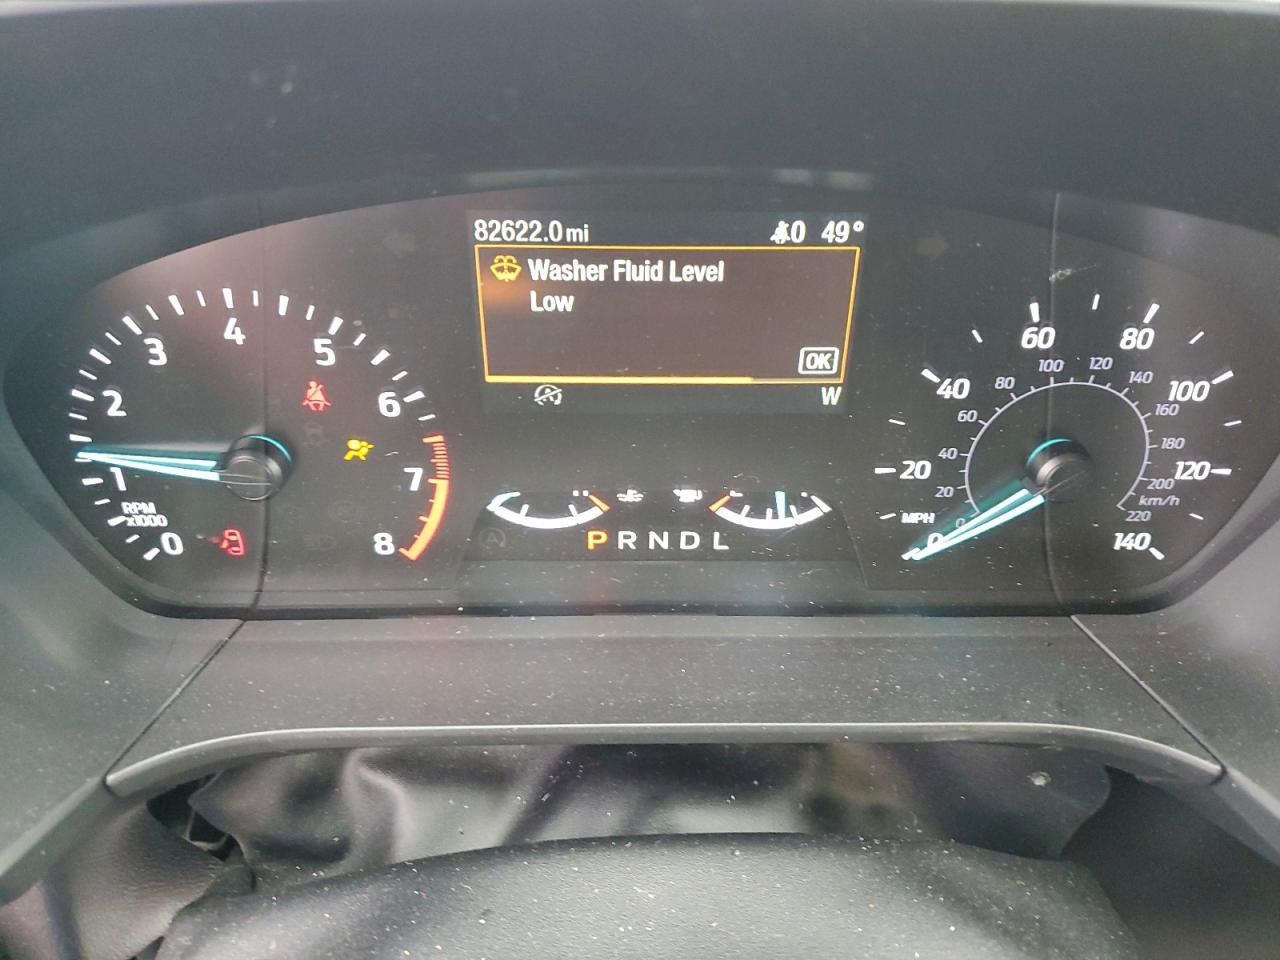 82622.0 mi 0 49°
Washer Fluid Level
Low
OK
W
0 1 2 3 4 5 6 7 8
RPM
x1000
P R N D L
0 20 40 60 80 100 120 140
MPH
0 20 40 60 80 100 120 140 160 180 200 220
km/h